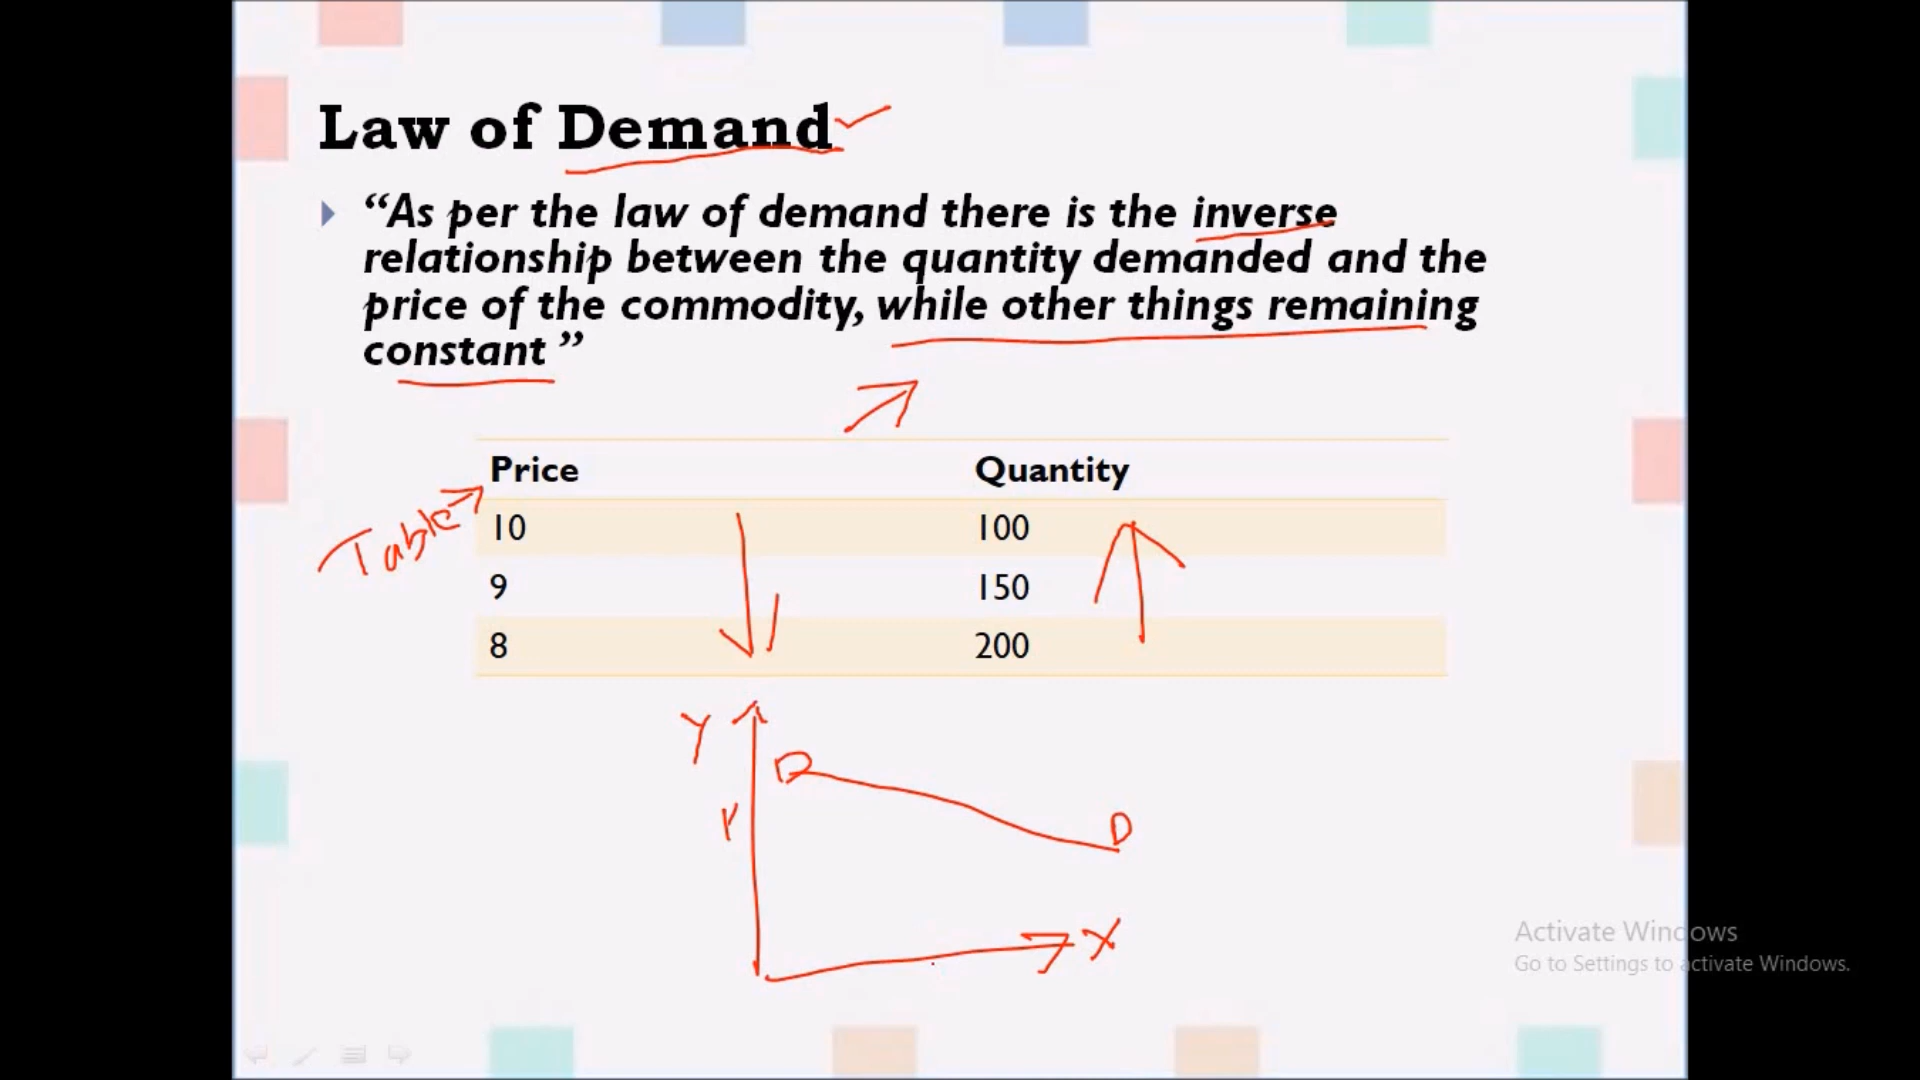 Law of Demand
“As per the law of demand there is the inverse
relationship between the quantity demanded and the
price of the commodity, while other things remaining
constant ”
Price Quantity
Table
10 100
9 150
8 200
Y
D
P
D
X
Activate Windows
Go to Settings to activate Windows.